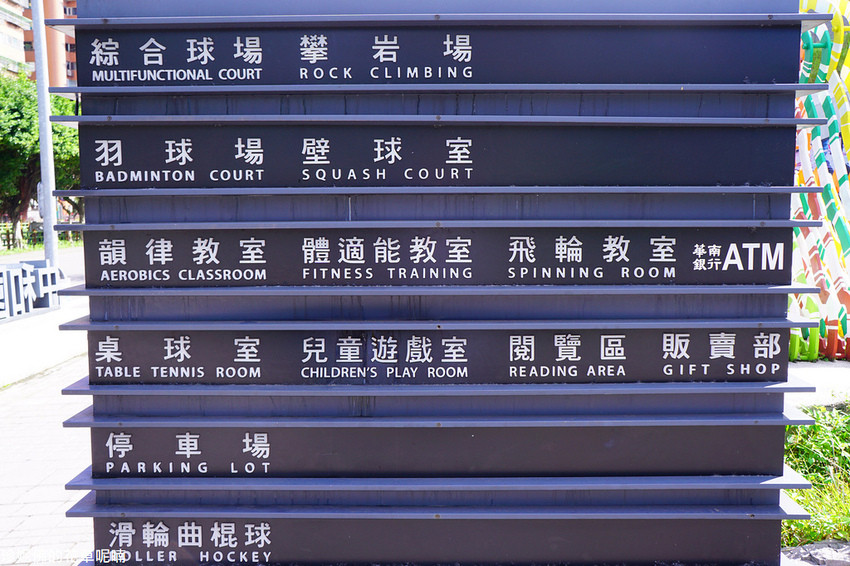 綜合球場 攀岩場
MULTIFUNCTIONAL COURT ROCK CLIMBING
羽球場 壁球室
BADMINTON COURT SQUASH COURT
韻律教室 體適能教室 飛輪教室 華南銀行 ATM
AEROBICS CLASSROOM FITNESS TRAINING SPINNING ROOM
桌球室 兒童遊戲室 閱覽區 販賣部
TABLE TENNIS ROOM CHILDREN'S PLAY ROOM READING AREA GIFT SHOP
停車場
PARKING LOT
滑輪曲棍球
ROLLER HOCKEY